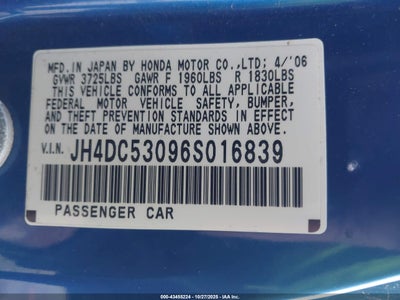 MFD.IN JAPAN BY HONDA MOTOR CO.,LTD; 4/'06
GVWR 3725LBS GAWR F 1960LBS R 1830LBS
THIS VEHICLE CONFORMS TO ALL APPLICABLE
FEDERAL MOTOR VEHICLE SAFETY, BUMPER,
AND THEFT PREVENTION STANDARDS IN EFFECT ON THE
DATE OF MANUFACTURE SHOWN ABOVE.
V.I.N. JH4DC53096S016839
PASSENGER CAR
000-43455224 | 10/27/2025 | IAA Inc.